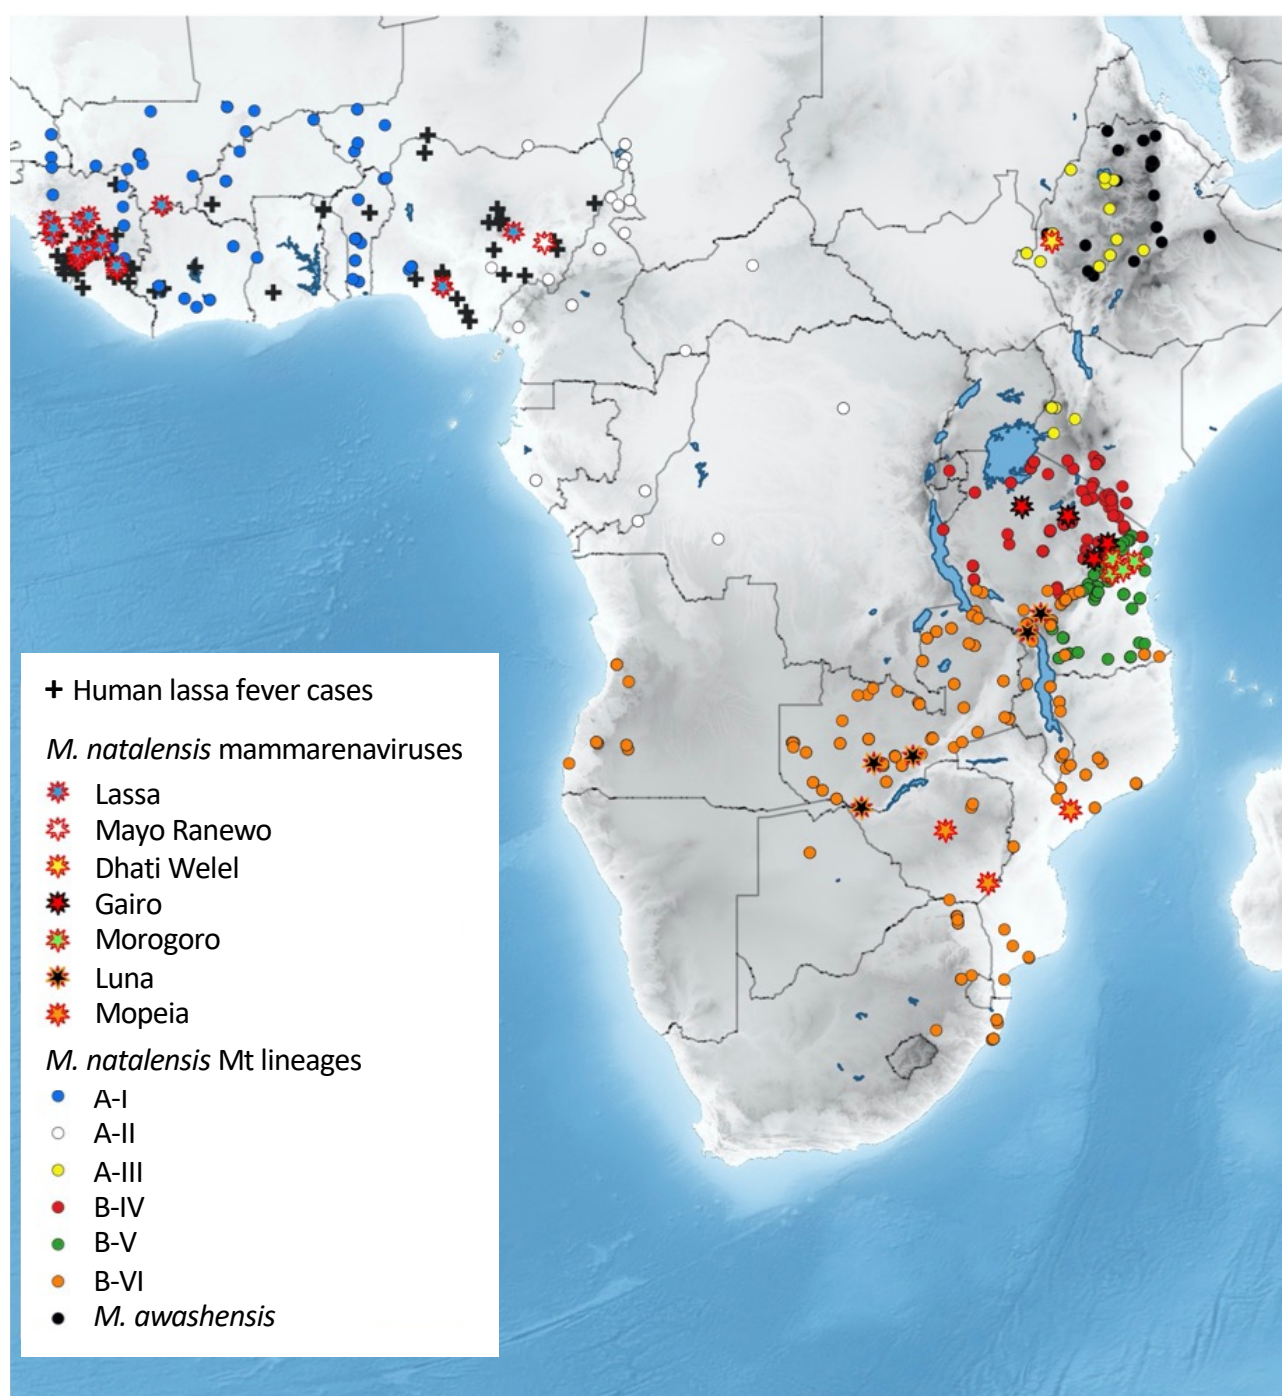 Human lassa fever cases
M. natalensis mammarenaviruses
Lassa
Mayo Ranewo
Dhati Welel
Gairo
Morogoro
Luna
Mopeia
M. natalensis Mt lineages
A-I
A-II
A-III
B-IV
B-V
B-VI
M. awashensis